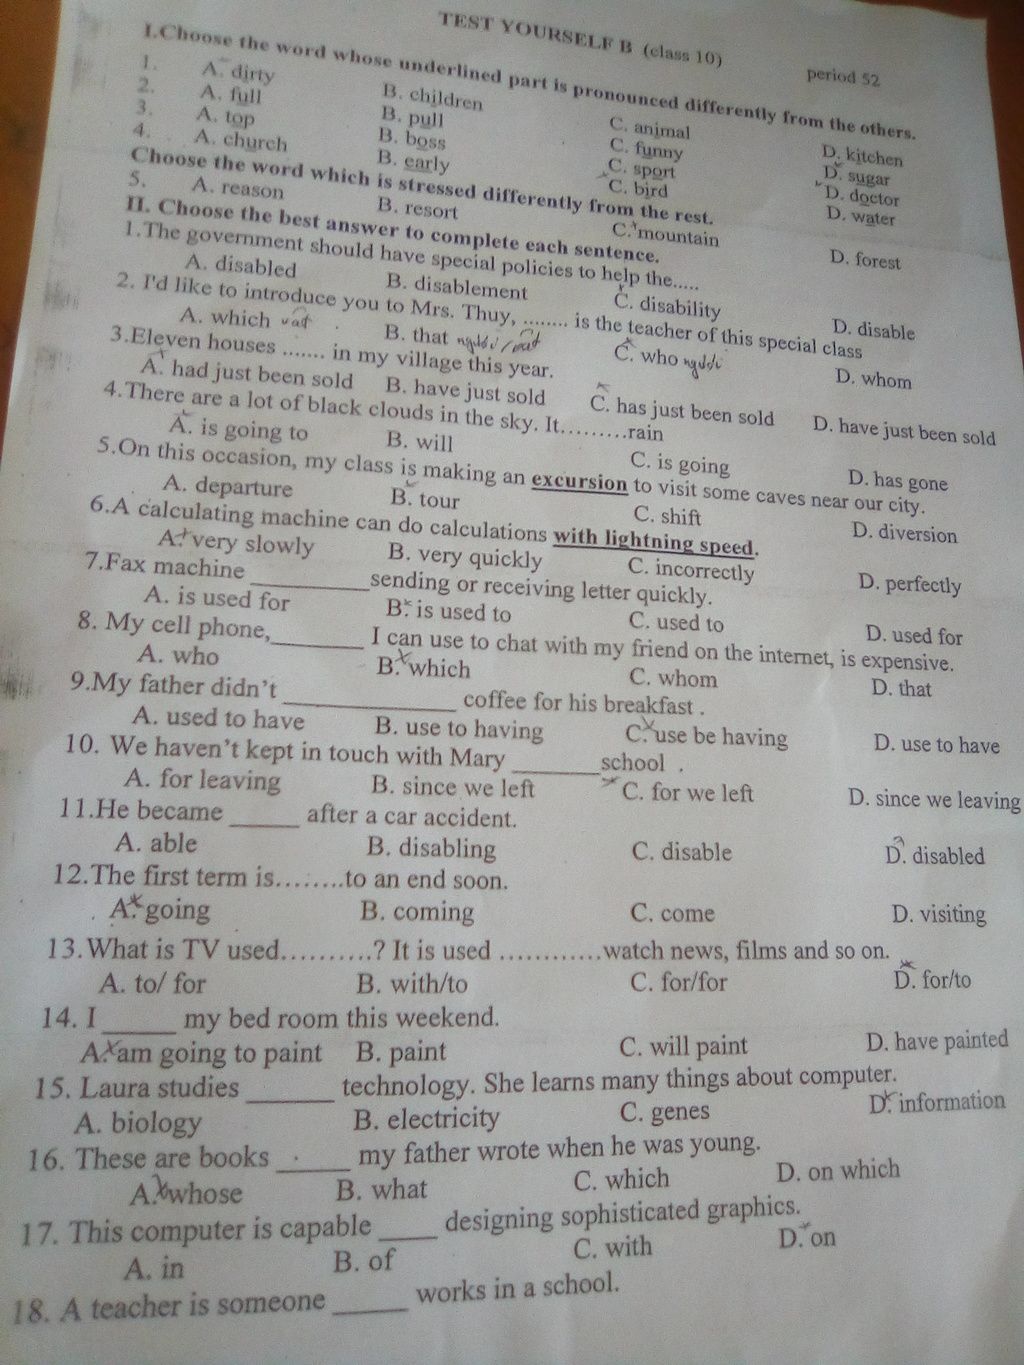 TEST YOURSELF B (class 10)
period 52
I.Choose the word whose underlined part is pronounced differently from the others.
1. A. dirty B. children C. animal D. kitchen
2. A. full B. pull C. funny D. sugar
3. A. top B. boss C. sport D. doctor
4. A. church B. early C. bird D. water
Choose the word which is stressed differently from the rest.
5. A. reason B. resort C. mountain D. forest
II. Choose the best answer to complete each sentence.
1.The government should have special policies to help the.....
A. disabled B. disablement C. disability D. disable
2. I'd like to introduce you to Mrs. Thuy, ........ is the teacher of this special class
A. which vật B. that người/vật C. who người D. whom
3.Eleven houses ....... in my village this year.
A. had just been sold B. have just sold C. has just been sold D. have just been sold
4.There are a lot of black clouds in the sky. It.........rain
A. is going to B. will C. is going D. has gone
5.On this occasion, my class is making an excursion to visit some caves near our city.
A. departure B. tour C. shift D. diversion
6.A calculating machine can do calculations with lightning speed.
A. very slowly B. very quickly C. incorrectly D. perfectly
7.Fax machine __________sending or receiving letter quickly.
A. is used for B. is used to C. used to D. used for
8. My cell phone,________ I can use to chat with my friend on the internet, is expensive.
A. who B. which C. whom D. that
9.My father didn't _______________ coffee for his breakfast .
A. used to have B. use to having C. use be having D. use to have
10. We haven't kept in touch with Mary _______school .
A. for leaving B. since we left C. for we left D. since we leaving
11.He became _____ after a car accident.
A. able B. disabling C. disable D. disabled
12.The first term is........to an end soon.
A. going B. coming C. come D. visiting
13.What is TV used..........? It is used ............watch news, films and so on.
A. to/ for B. with/to C. for/for D. for/to
14. I _____ my bed room this weekend.
A. am going to paint B. paint C. will paint D. have painted
15. Laura studies ______ technology. She learns many things about computer.
A. biology B. electricity C. genes D. information
16. These are books _____ my father wrote when he was young.
A. whose B. what C. which D. on which
17. This computer is capable ____ designing sophisticated graphics.
A. in B. of C. with D. on
18. A teacher is someone _____ works in a school.